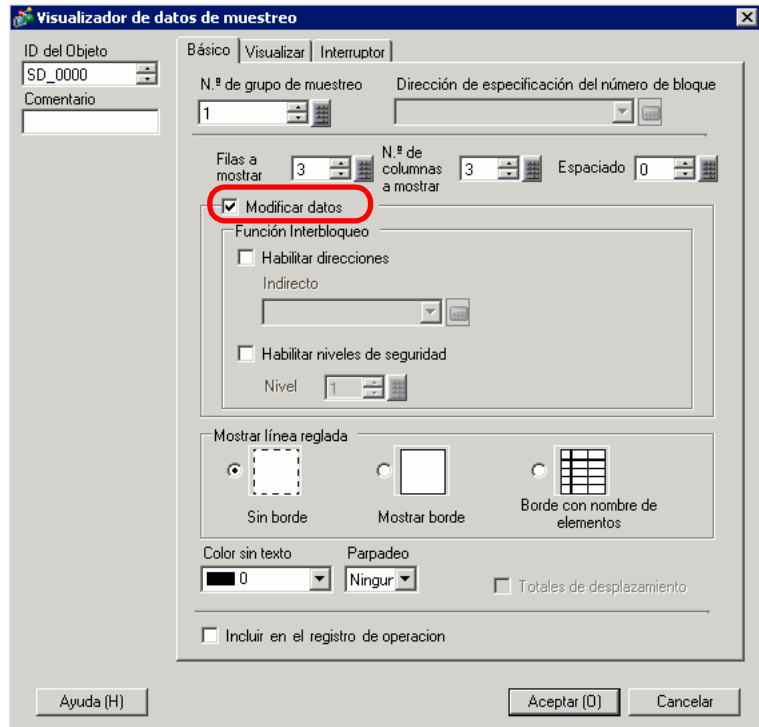 Visualizador de datos de muestreo
ID del Objeto
SD_0000
Comentario
Básico
Visualizar
Interruptor
N.º de grupo de muestreo
1
Dirección de especificación del número de bloque
Filas a mostrar
3
N.º de columnas a mostrar
3
Espaciado
0
Modificar datos
Función Interbloqueo
Habilitar direcciones
Indirecto
Habilitar niveles de seguridad
Nivel
1
Mostrar línea reglada
Sin borde
Mostrar borde
Borde con nombre de elementos
Color sin texto
0
Parpadeo
Ningur
Totales de desplazamiento
Incluir en el registro de operacion
Ayuda (H)
Aceptar (O)
Cancelar